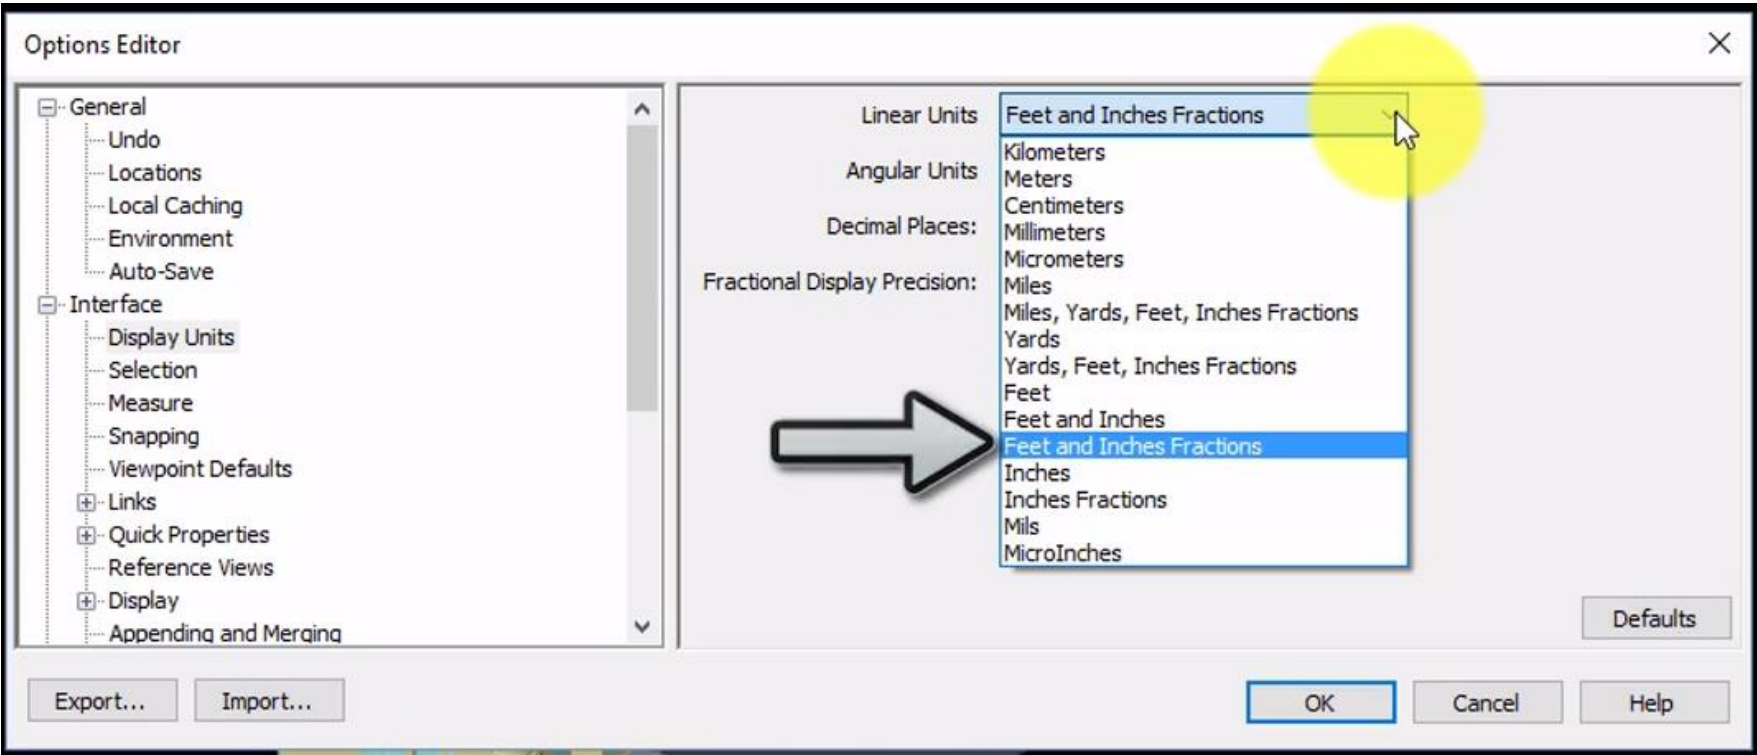 Options Editor
General
Undo
Locations
Local Caching
Environment
Auto-Save
Interface
Display Units
Selection
Measure
Snapping
Viewpoint Defaults
Links
Quick Properties
Reference Views
Display
Appending and Merging
Linear Units
Feet and Inches Fractions
Angular Units
Decimal Places:
Fractional Display Precision:
Kilometers
Meters
Centimeters
Millimeters
Micrometers
Miles
Miles, Yards, Feet, Inches Fractions
Yards
Yards, Feet, Inches Fractions
Feet
Feet and Inches
Feet and Inches Fractions
Inches
Inches Fractions
Mils
MicroInches
Defaults
Export...
Import...
OK
Cancel
Help